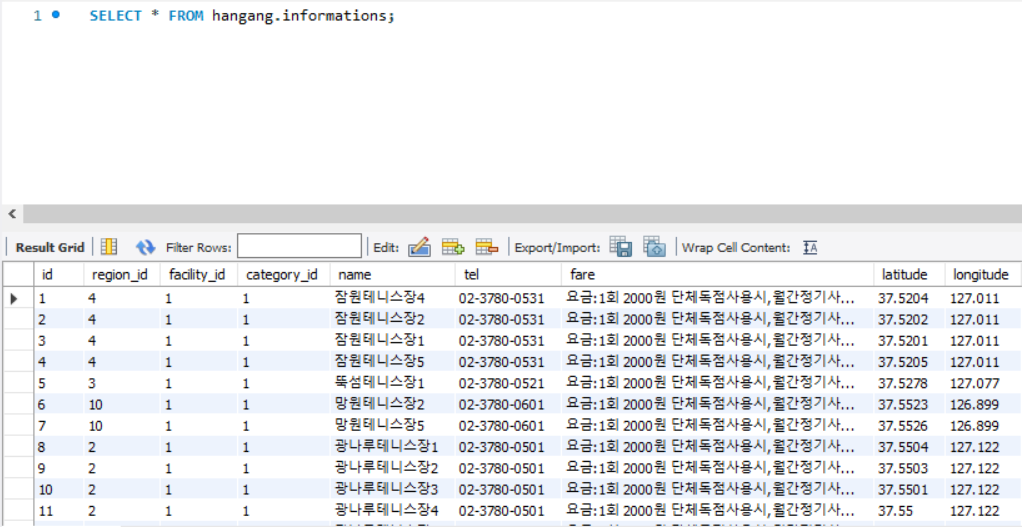 1 SELECT * FROM hangang.informations;
Result Grid Filter Rows: Edit: Export/Import: Wrap Cell Content:
id region_id facility_id category_id name tel fare latitude longitude
1 4 1 1 잠원테니스장4 02-3780-0531 요금:1회 2000원 단체독점사용시,월간정기사... 37.5204 127.011
2 4 1 1 잠원테니스장2 02-3780-0531 요금:1회 2000원 단체독점사용시,월간정기사... 37.5202 127.011
3 4 1 1 잠원테니스장1 02-3780-0531 요금:1회 2000원 단체독점사용시,월간정기사... 37.5201 127.011
4 4 1 1 잠원테니스장5 02-3780-0531 요금:1회 2000원 단체독점사용시,월간정기사... 37.5205 127.011
5 3 1 1 뚝섬테니스장1 02-3780-0521 요금:1회 2000원 단체독점사용시,월간정기사... 37.5278 127.077
6 10 1 1 망원테니스장2 02-3780-0601 요금:1회 2000원 단체독점사용시,월간정기사... 37.5523 126.899
7 10 1 1 망원테니스장5 02-3780-0601 요금:1회 2000원 단체독점사용시,월간정기사... 37.5526 126.899
8 2 1 1 광나루테니스장1 02-3780-0501 요금:1회 2000원 단체독점사용시,월간정기사... 37.5504 127.122
9 2 1 1 광나루테니스장2 02-3780-0501 요금:1회 2000원 단체독점사용시,월간정기사... 37.5503 127.122
10 2 1 1 광나루테니스장3 02-3780-0501 요금:1회 2000원 단체독점사용시,월간정기사... 37.5501 127.122
11 2 1 1 광나루테니스장4 02-3780-0501 요금:1회 2000원 단체독점사용시,월간정기사... 37.55 127.122